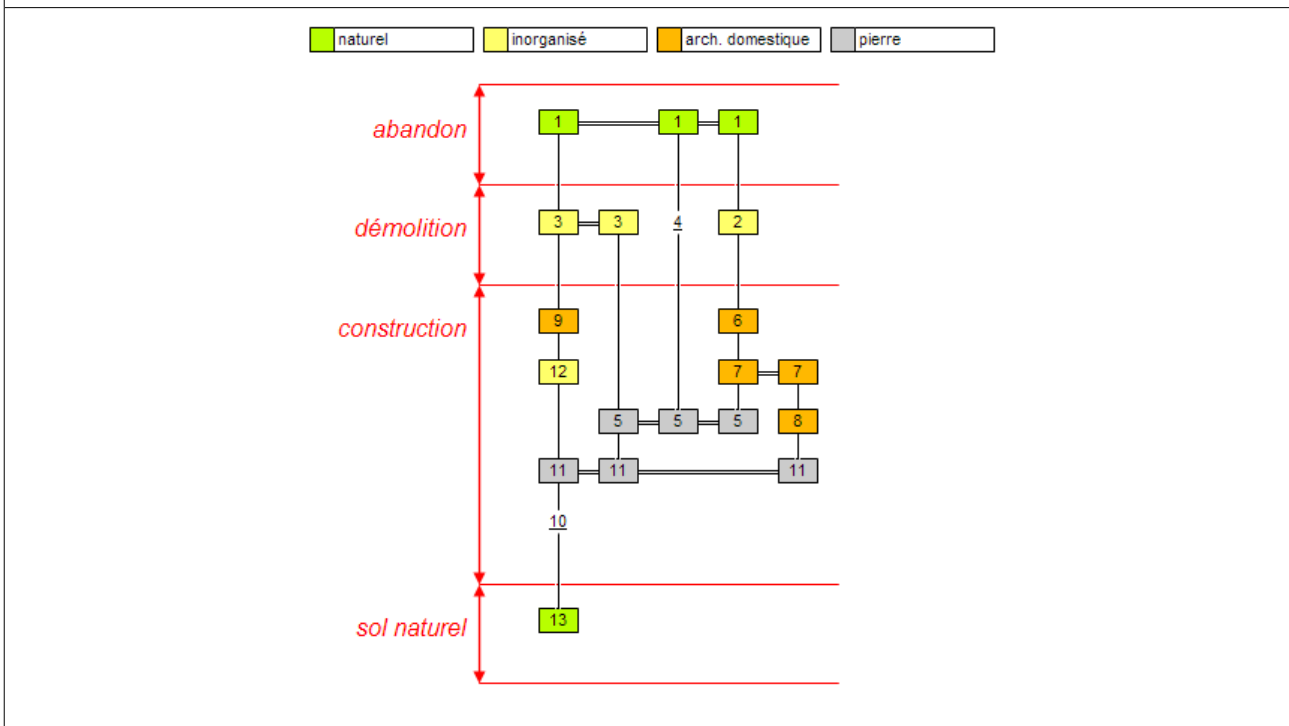 naturel inorganisé arch. domestique pierre
abandon 1 1 1
démolition 3 3 4 2
construction 9 6
12 7 7
5 5 5 8
11 11 11
10
sol naturel 13